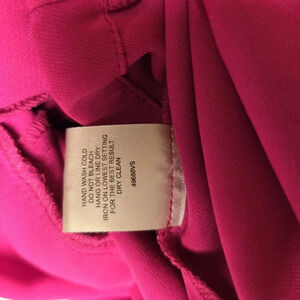 HAND WASH COLD
DO NOT BLEACH
HANG OR LINE DRY
IRON ON LOWEST SETTING
FOR THE BEST RESULT
DRY CLEAN
49686VS